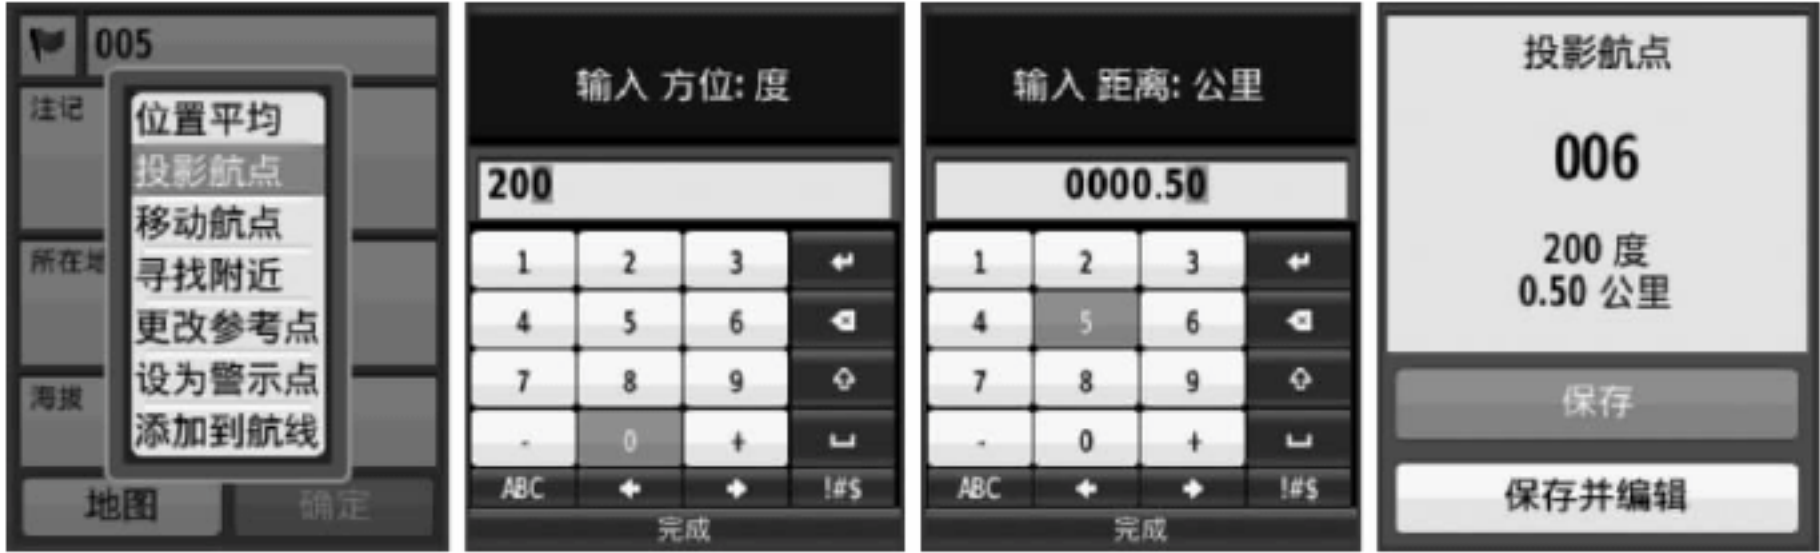 005
注记
位置平均
投影航点
移动航点
所在地
寻找附近
更改参考点
设为警示点
海拔
添加到航线
地图
确定
输入 方位: 度
200
1 2 3
4 5 6
7 8 9
- 0 +
ABC !#$
完成
输入 距离: 公里
0000.50
1 2 3
4 5 6
7 8 9
- 0 +
ABC !#$
完成
投影航点
006
200 度
0.50 公里
保存
保存并编辑